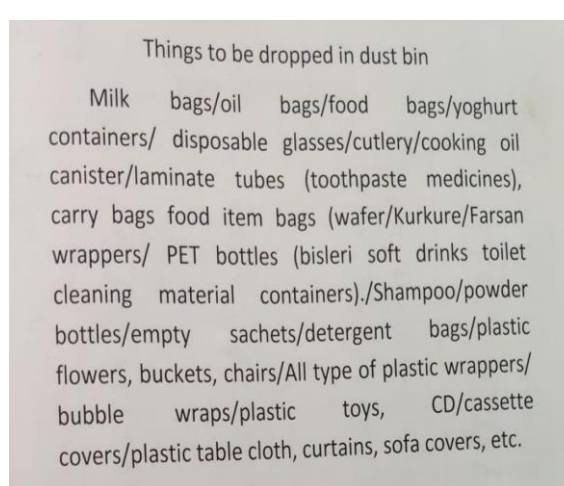 Things to be dropped in dust bin
Milk bags/oil bags/food bags/yoghurt
containers/ disposable glasses/cutlery/cooking oil
canister/laminate tubes (toothpaste medicines),
carry bags food item bags (wafer/Kurkure/Farsan
wrappers/ PET bottles (bisleri soft drinks toilet
cleaning material containers)./Shampoo/powder
bottles/empty sachets/detergent bags/plastic
flowers, buckets, chairs/All type of plastic wrappers/
bubble wraps/plastic toys, CD/cassette
covers/plastic table cloth, curtains, sofa covers, etc.